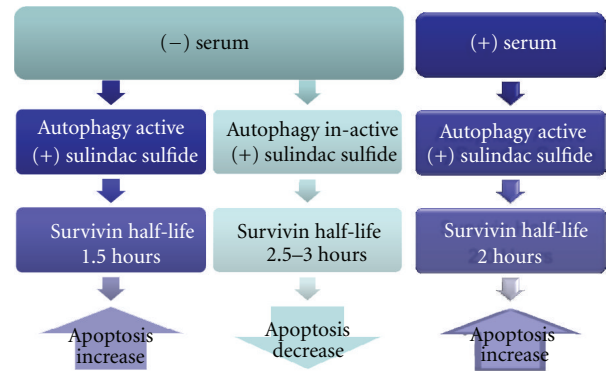 (−) serum
(+) serum
Autophagy active
(+) sulindac sulfide
Autophagy in-active
(+) sulindac sulfide
Autophagy active
(+) sulindac sulfide
Survivin half-life
1.5 hours
Survivin half-life
2.5–3 hours
Survivin half-life
2 hours
Apoptosis
increase
Apoptosis
decrease
Apoptosis
increase